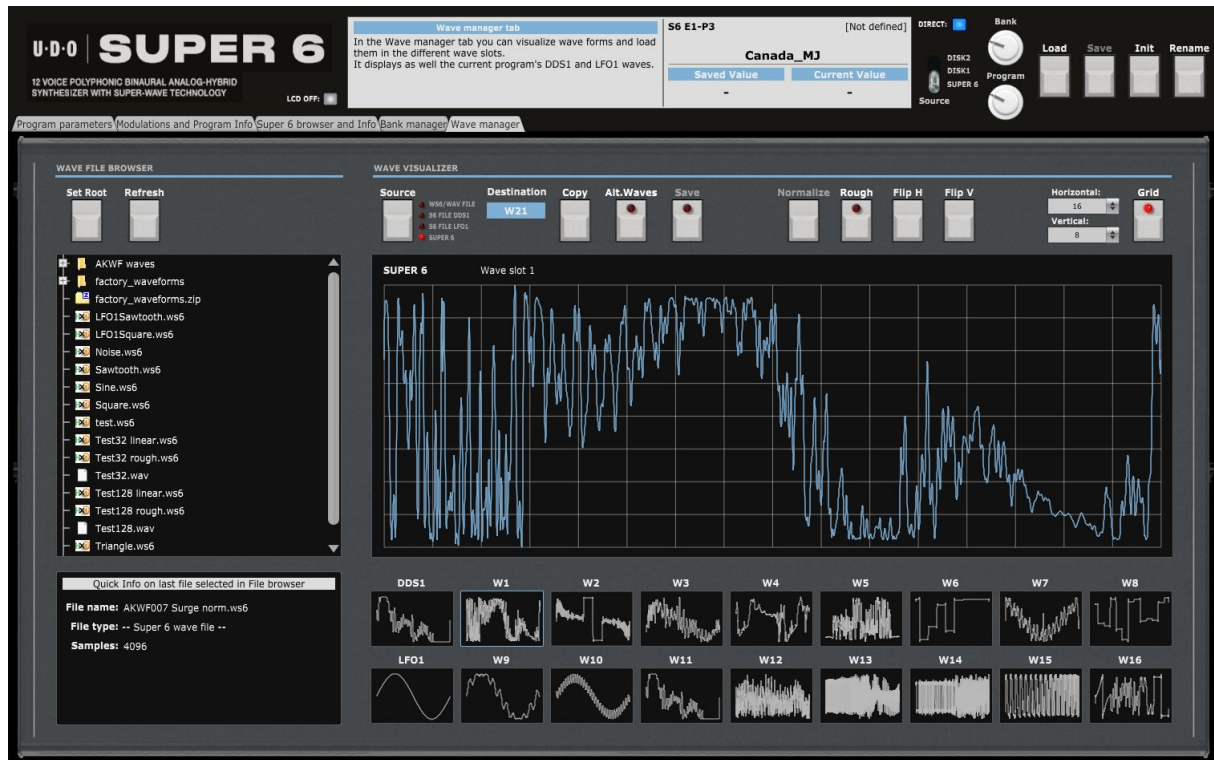 U·D·O | SUPER 6
12 VOICE POLYPHONIC BINAURAL ANALOG-HYBRID
SYNTHESIZER WITH SUPER-WAVE TECHNOLOGY
LCD OFF:
Wave manager tab
In the Wave manager tab you can visualize wave forms and load
them in the different wave slots.
It displays as well the current program's DDS1 and LFO1 waves.
S6 E1-P3 [Not defined]
Canada_MJ
Saved Value Current Value
- -
DIRECT:
DISK2
DISK1
SUPER 6
Source
Bank
Program
Load Save Init Rename
Program parameters Modulations and Program Info Super 6 browser and Info Bank manager Wave manager
WAVE FILE BROWSER
Set Root Refresh
AKWF waves
factory_waveforms
factory_waveforms.zip
LFO1Sawtooth.ws6
LFO1Square.ws6
Noise.ws6
Sawtooth.ws6
Sine.ws6
Square.ws6
test.ws6
Test32 linear.ws6
Test32 rough.ws6
Test32.wav
Test128 linear.ws6
Test128 rough.ws6
Test128.wav
Triangle.ws6
Quick Info on last file selected in File browser
File name: AKWF007 Surge norm.ws6
File type: -- Super 6 wave file --
Samples: 4096
WAVE VISUALIZER
Source
WS6/WAV FILE
S6 FILE DDS1
S6 FILE LFO1
SUPER 6
Destination
W21
Copy Alt.Waves Save
Normalize Rough Flip H Flip V
Horizontal:
16
Vertical:
8
Grid
SUPER 6 Wave slot 1
DDS1 W1 W2 W3 W4 W5 W6 W7 W8
LFO1 W9 W10 W11 W12 W13 W14 W15 W16